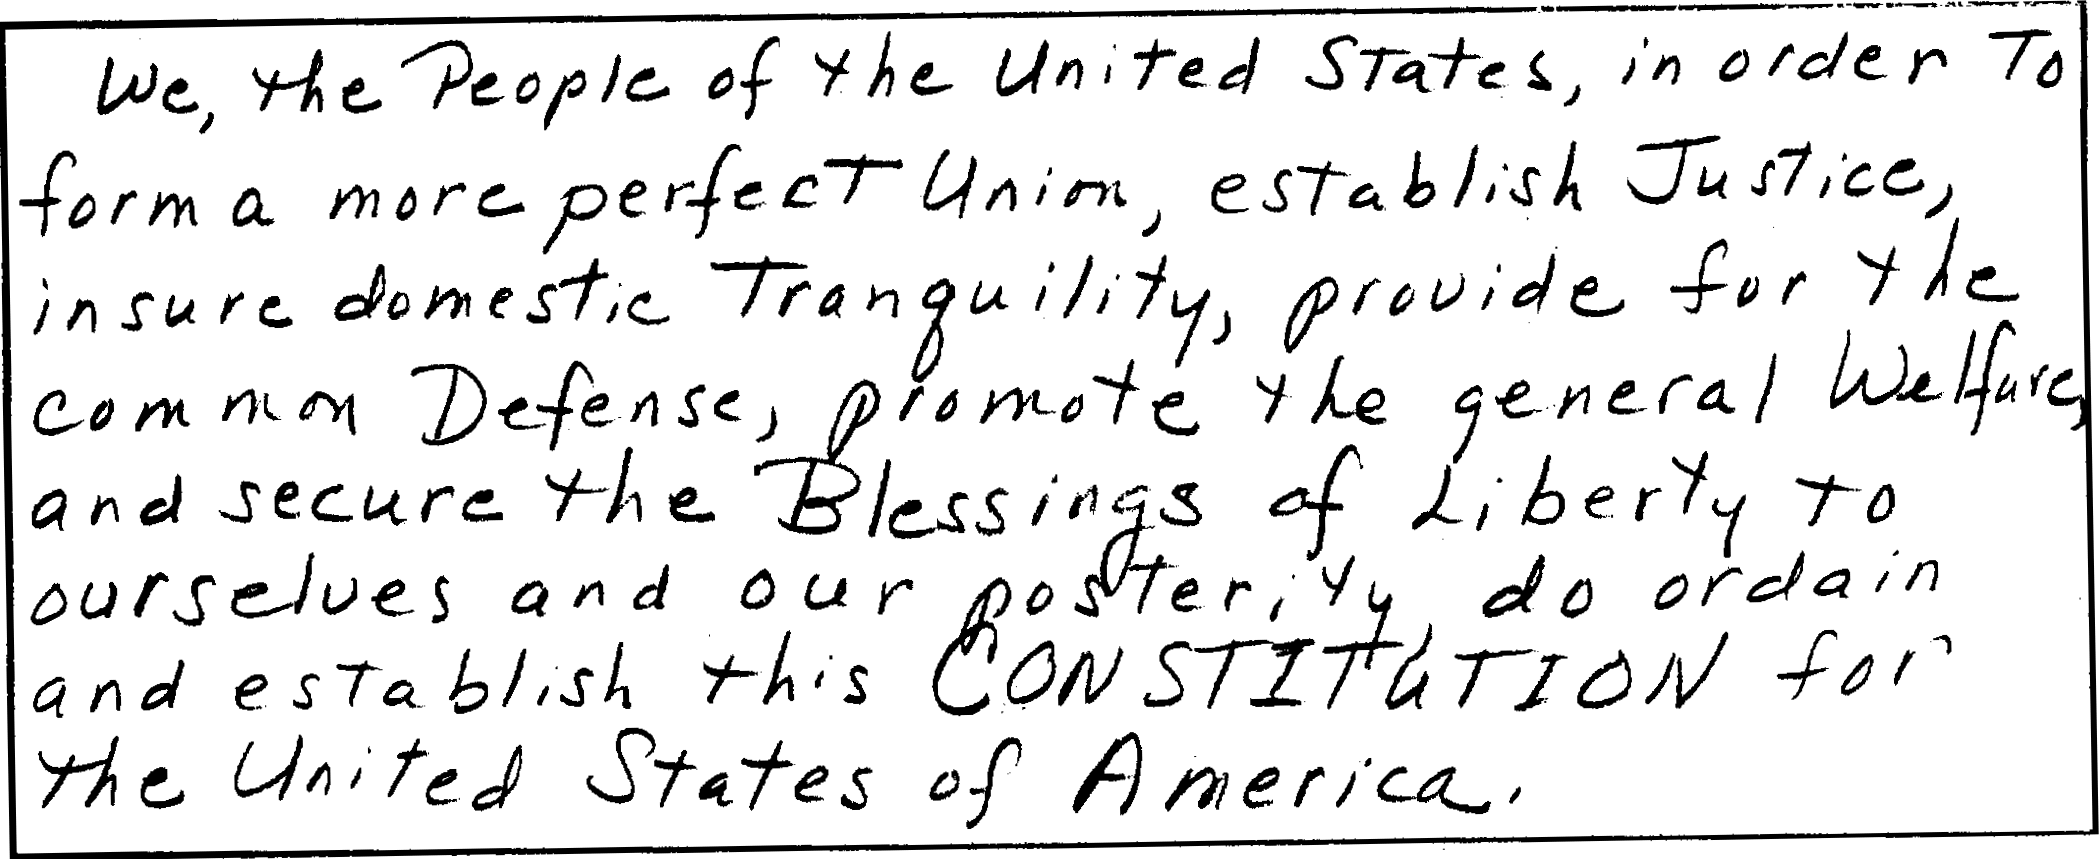 We, the People of the United States, in order to
form a more perfect Union, establish Justice,
insure domestic Tranquility, provide for the
common Defense, promote the general Welfare,
and secure the Blessings of Liberty to
ourselves and our posterity, do ordain
and establish this CONSTITUTION for
the United States of America.